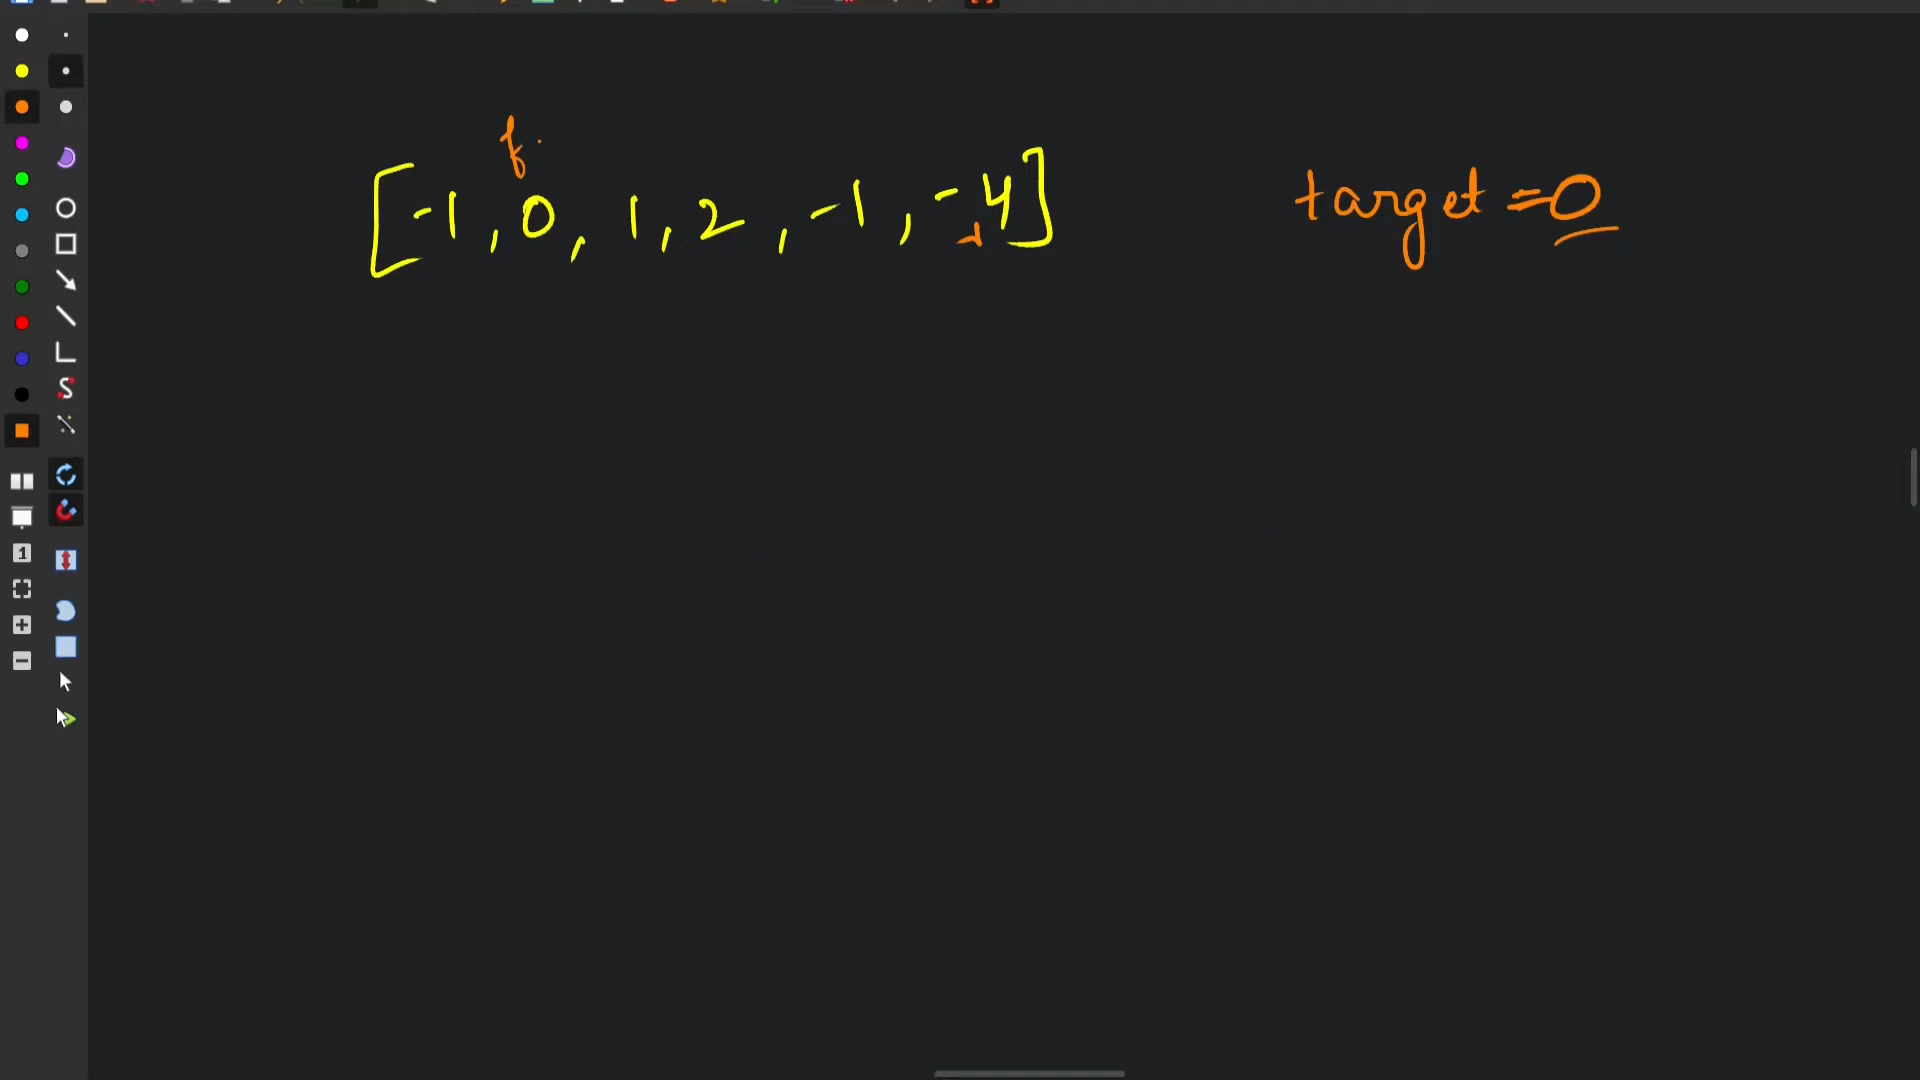 f
[-1, 0, 1, 2, -1, -4] target = 0